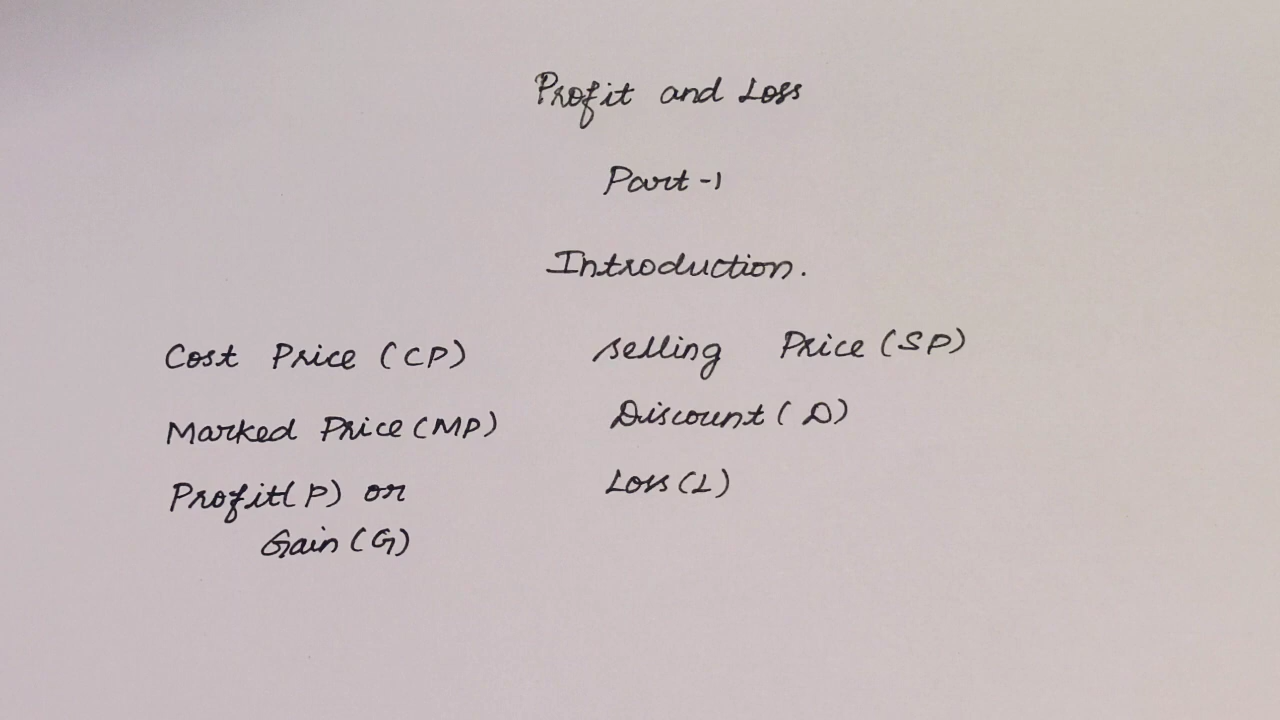 Profit and Loss
Part -1
Introduction.
Cost Price (CP) Selling Price (SP)
Marked Price (MP) Discount (D)
Profit(P) or Loss (L)
Gain (G)